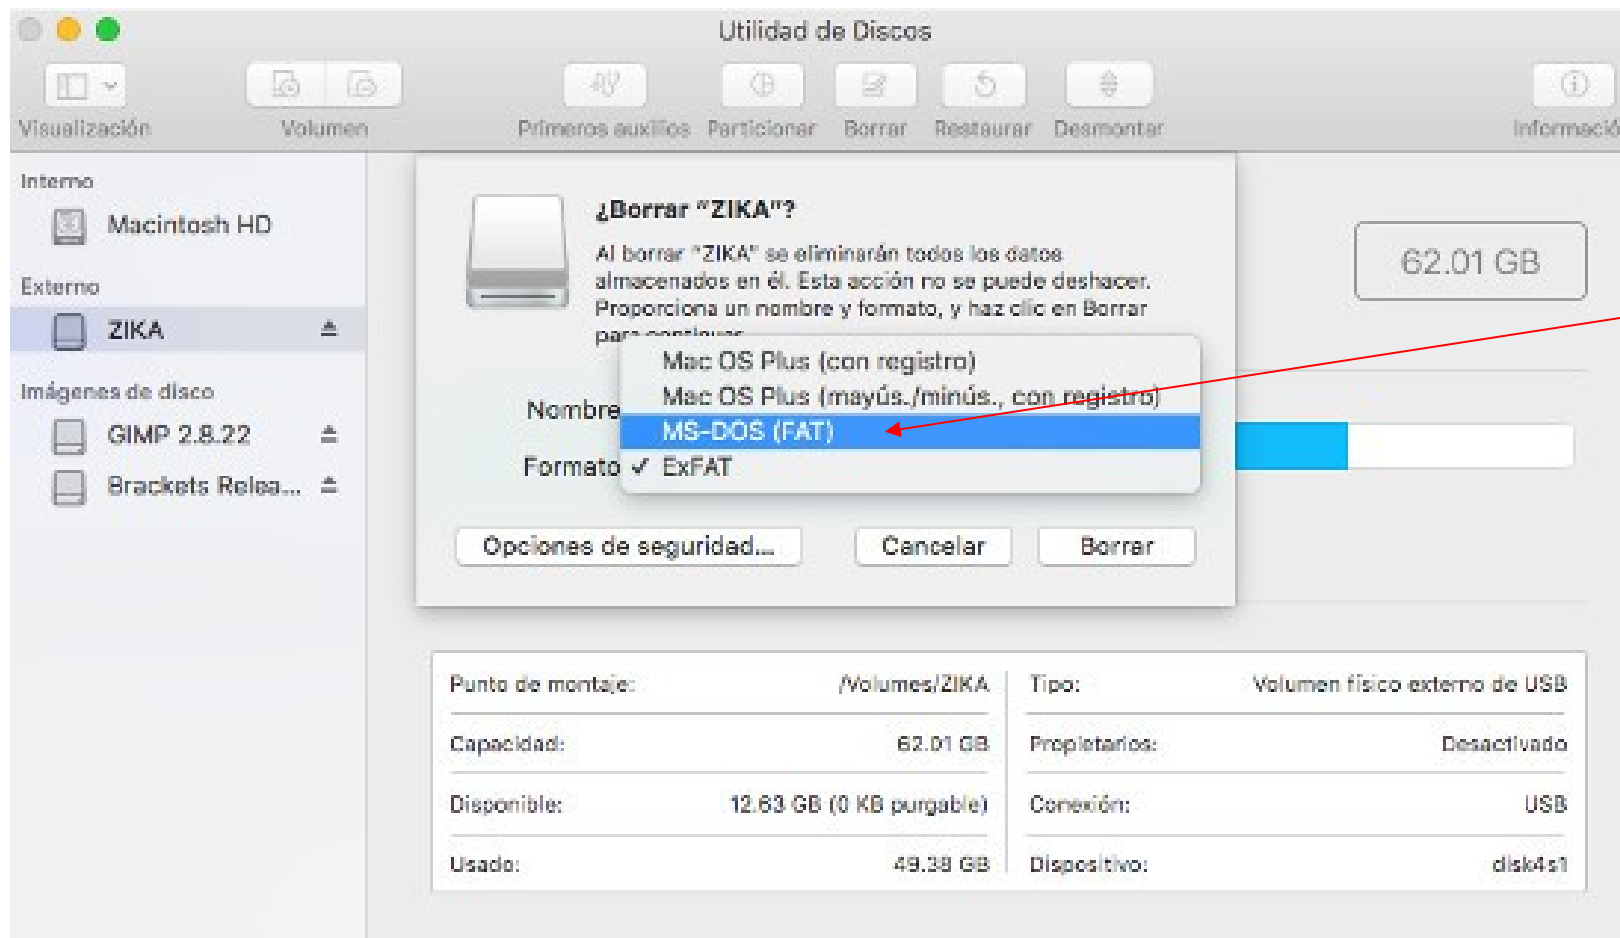 Utilidad de Discos
Visualización
Volumen
Primeros auxilios
Particionar
Borrar
Restaurar
Desmontar
Informació
Interno
Macintosh HD
Externo
ZIKA
Imágenes de disco
GIMP 2.8.22
Brackets Relea...
¿Borrar "ZIKA"?
Al borrar "ZIKA" se eliminarán todos los datos
almacenados en él. Esta acción no se puede deshacer.
Proporciona un nombre y formato, y haz clic en Borrar
para continuar.
Nombre
Formato
Mac OS Plus (con registro)
Mac OS Plus (mayús./minús., con registro)
MS-DOS (FAT)
✓ ExFAT
Opciones de seguridad...
Cancelar
Borrar
62.01 GB
Punto de montaje: /Volumes/ZIKA
Capacidad: 62.01 GB
Disponible: 12.63 GB (0 KB purgable)
Usado: 49.38 GB
Tipo: Volumen físico externo de USB
Propietarios: Desactivado
Conexión: USB
Dispositivo: disk4s1